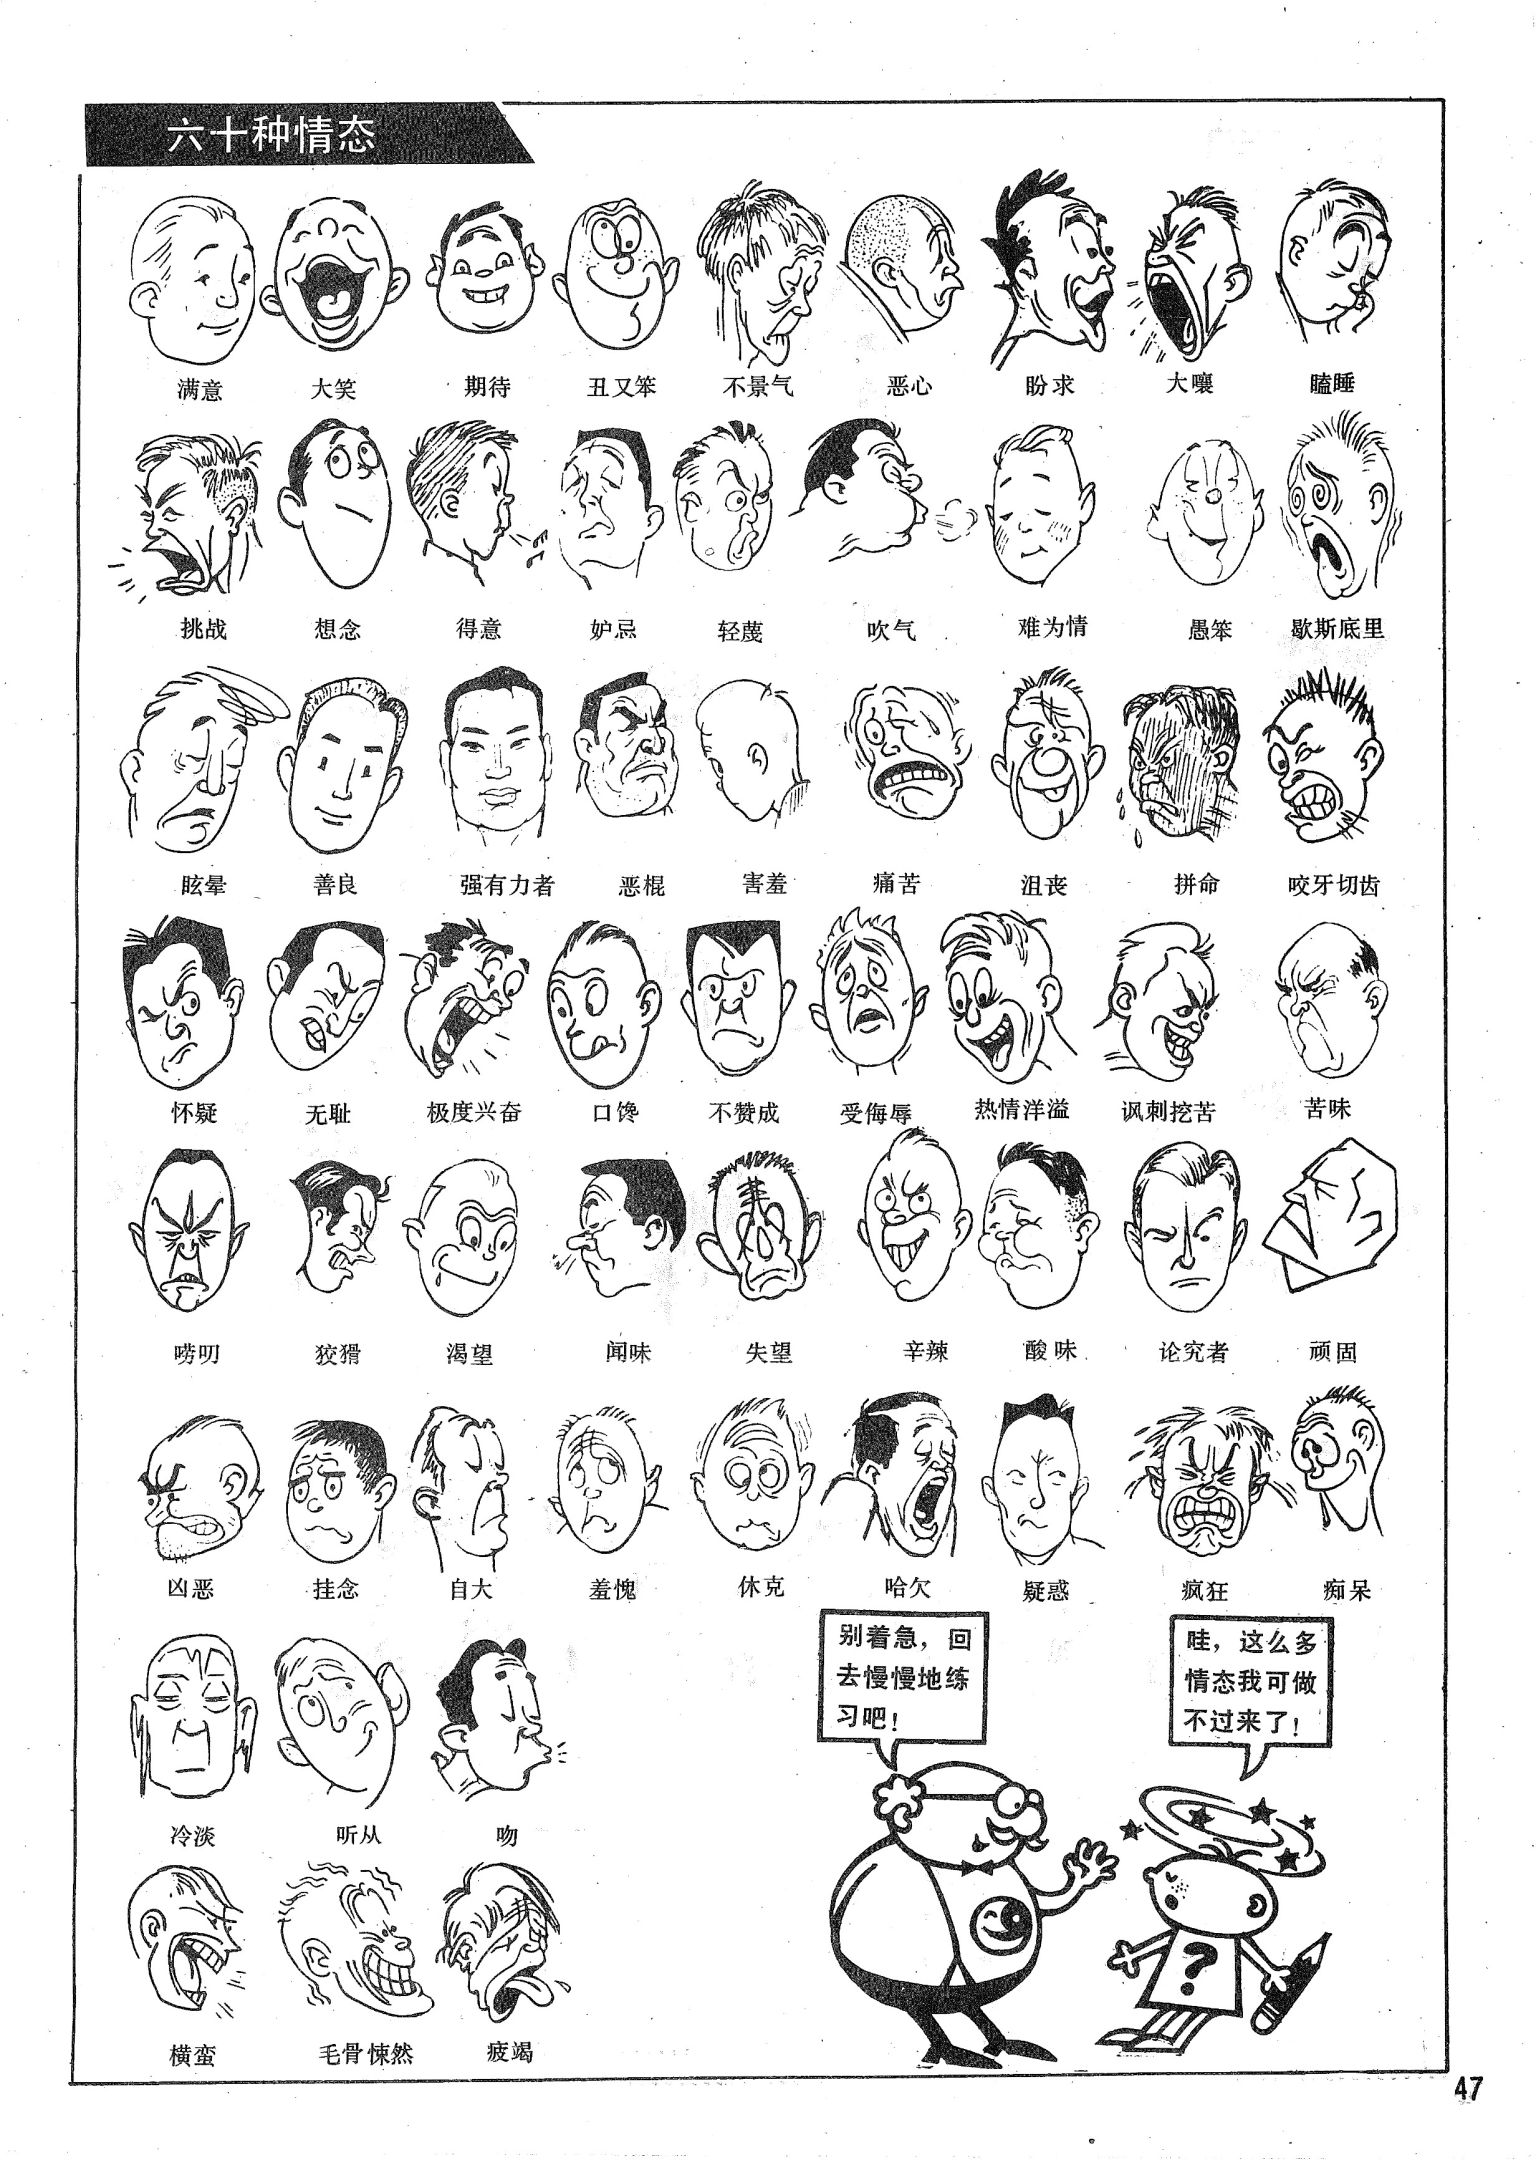 六十种情态
满意 大笑 期待 丑又笨 不景气 恶心 盼求 大嚷 瞌睡
挑战 想念 得意 妒忌 轻蔑 吹气 难为情 愚笨 歇斯底里
眩晕 善良 强有力者 恶棍 害羞 痛苦 沮丧 拼命 咬牙切齿
怀疑 无耻 极度兴奋 口馋 不赞成 受侮辱 热情洋溢 讽刺挖苦 苦味
唠叨 狡猾 渴望 闻味 失望 辛辣 酸味 论究者 顽固
凶恶 挂念 自大 羞愧 休克 哈欠 疑惑 疯狂 痴呆
别着急，回
去慢慢地练
习吧！
哇，这么多
情态我可做
不过来了！
冷淡 听从 吻
?
横蛮 毛骨悚然 疲竭
47